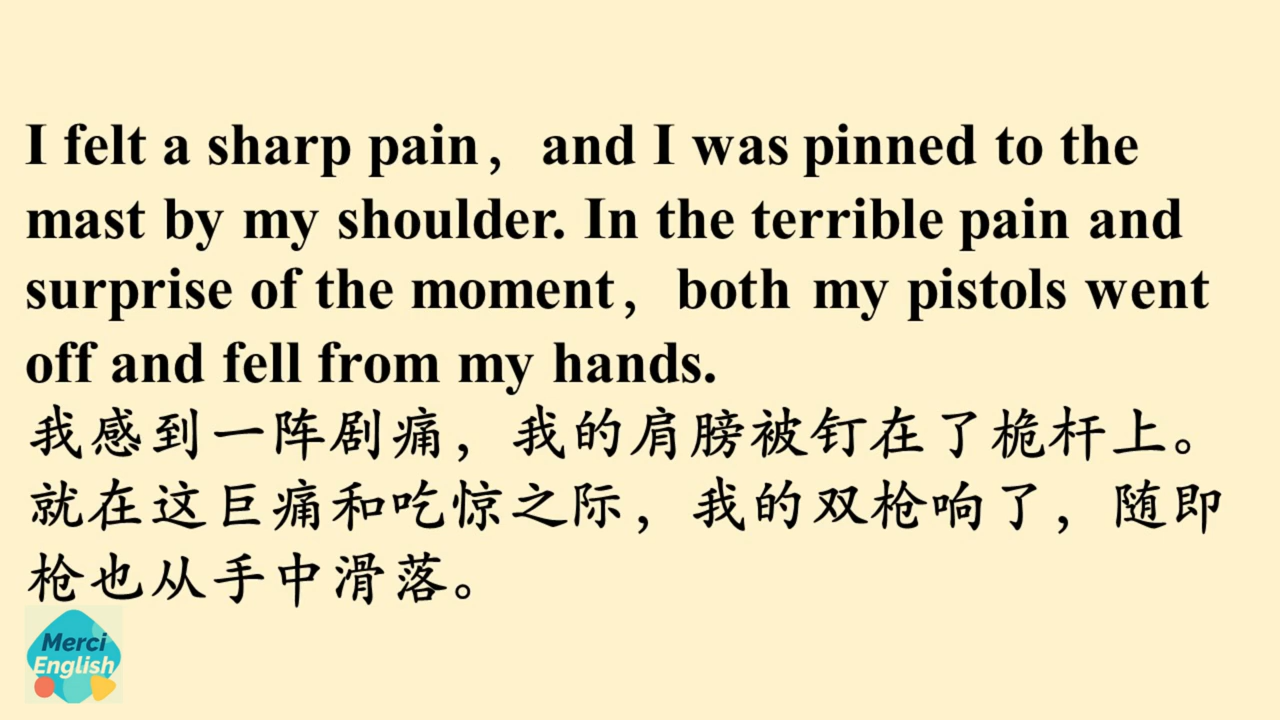 I felt a sharp pain，and I was pinned to the
mast by my shoulder. In the terrible pain and
surprise of the moment，both my pistols went
off and fell from my hands.
我感到一阵剧痛，我的肩膀被钉在了桅杆上。
就在这巨痛和吃惊之际，我的双枪响了，随即
枪也从手中滑落。
Merci
English